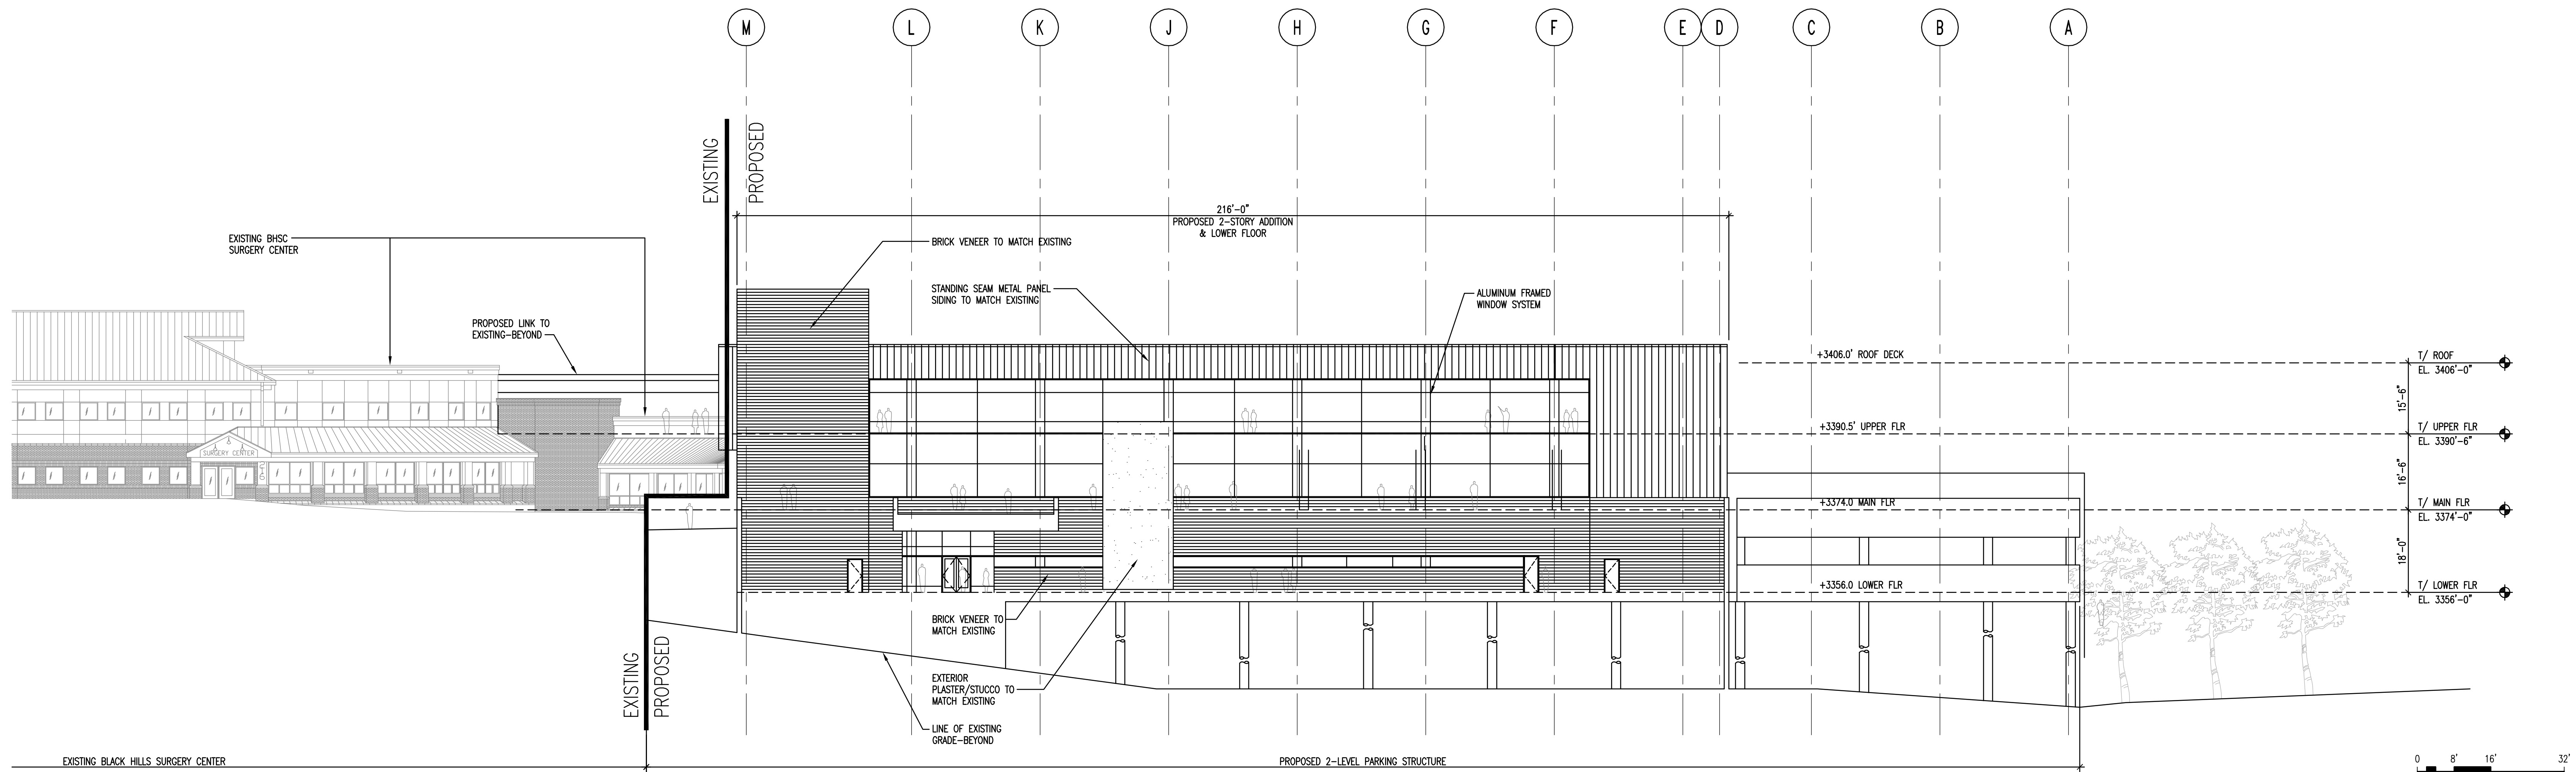 M
L
K
J
H
G
F
E
D
C
B
A
EXISTING
PROPOSED
216'-0"
PROPOSED 2-STORY ADDITION
& LOWER FLOOR
EXISTING BHSC
SURGERY CENTER
BRICK VENEER TO MATCH EXISTING
STANDING SEAM METAL PANEL
SIDING TO MATCH EXISTING
ALUMINUM FRAMED
WINDOW SYSTEM
PROPOSED LINK TO
EXISTING-BEYOND
+3406.0' ROOF DECK
T/ ROOF
EL. 3406'-0"
15'-6"
+3390.5' UPPER FLR
T/ UPPER FLR
EL. 3390'-6"
SURGERY CENTER
16'-6"
+3374.0 MAIN FLR
T/ MAIN FLR
EL. 3374'-0"
18'-0"
+3356.0 LOWER FLR
T/ LOWER FLR
EL. 3356'-0"
BRICK VENEER TO
MATCH EXISTING
EXISTING
PROPOSED
EXTERIOR
PLASTER/STUCCO TO
MATCH EXISTING
LINE OF EXISTING
GRADE-BEYOND
EXISTING BLACK HILLS SURGERY CENTER
PROPOSED 2-LEVEL PARKING STRUCTURE
0 8' 16' 32'